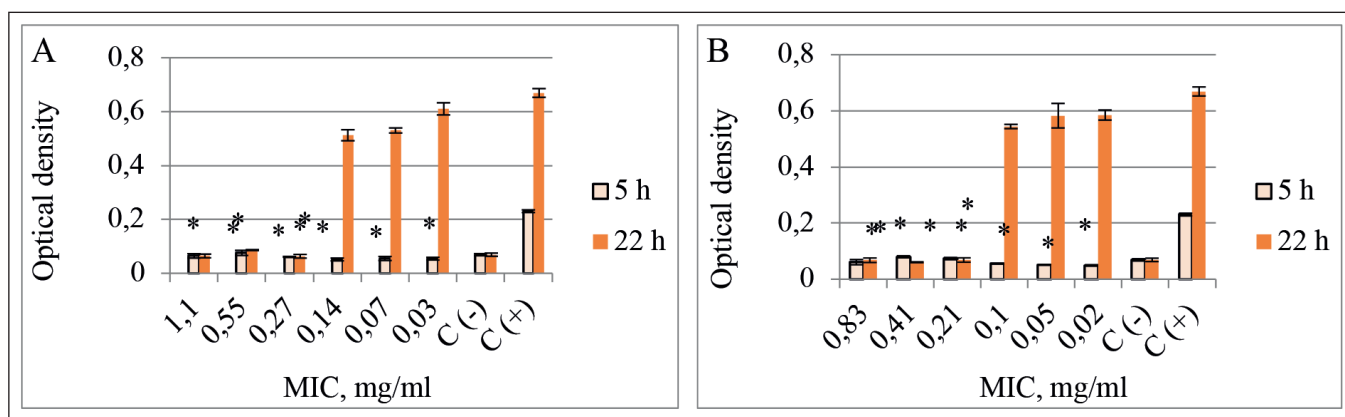 A
Optical density
0,8
0,6
0,4
0,2
0
* * * * * * * * *
1,1 0,55 0,27 0,14 0,07 0,03 C (-) C (+)
MIC, mg/ml
5 h
22 h
B
Optical density
0,8
0,6
0,4
0,2
0
* * * * * * * * *
0,83 0,41 0,21 0,1 0,05 0,02 C (-) C (+)
MIC, mg/ml
5 h
22 h